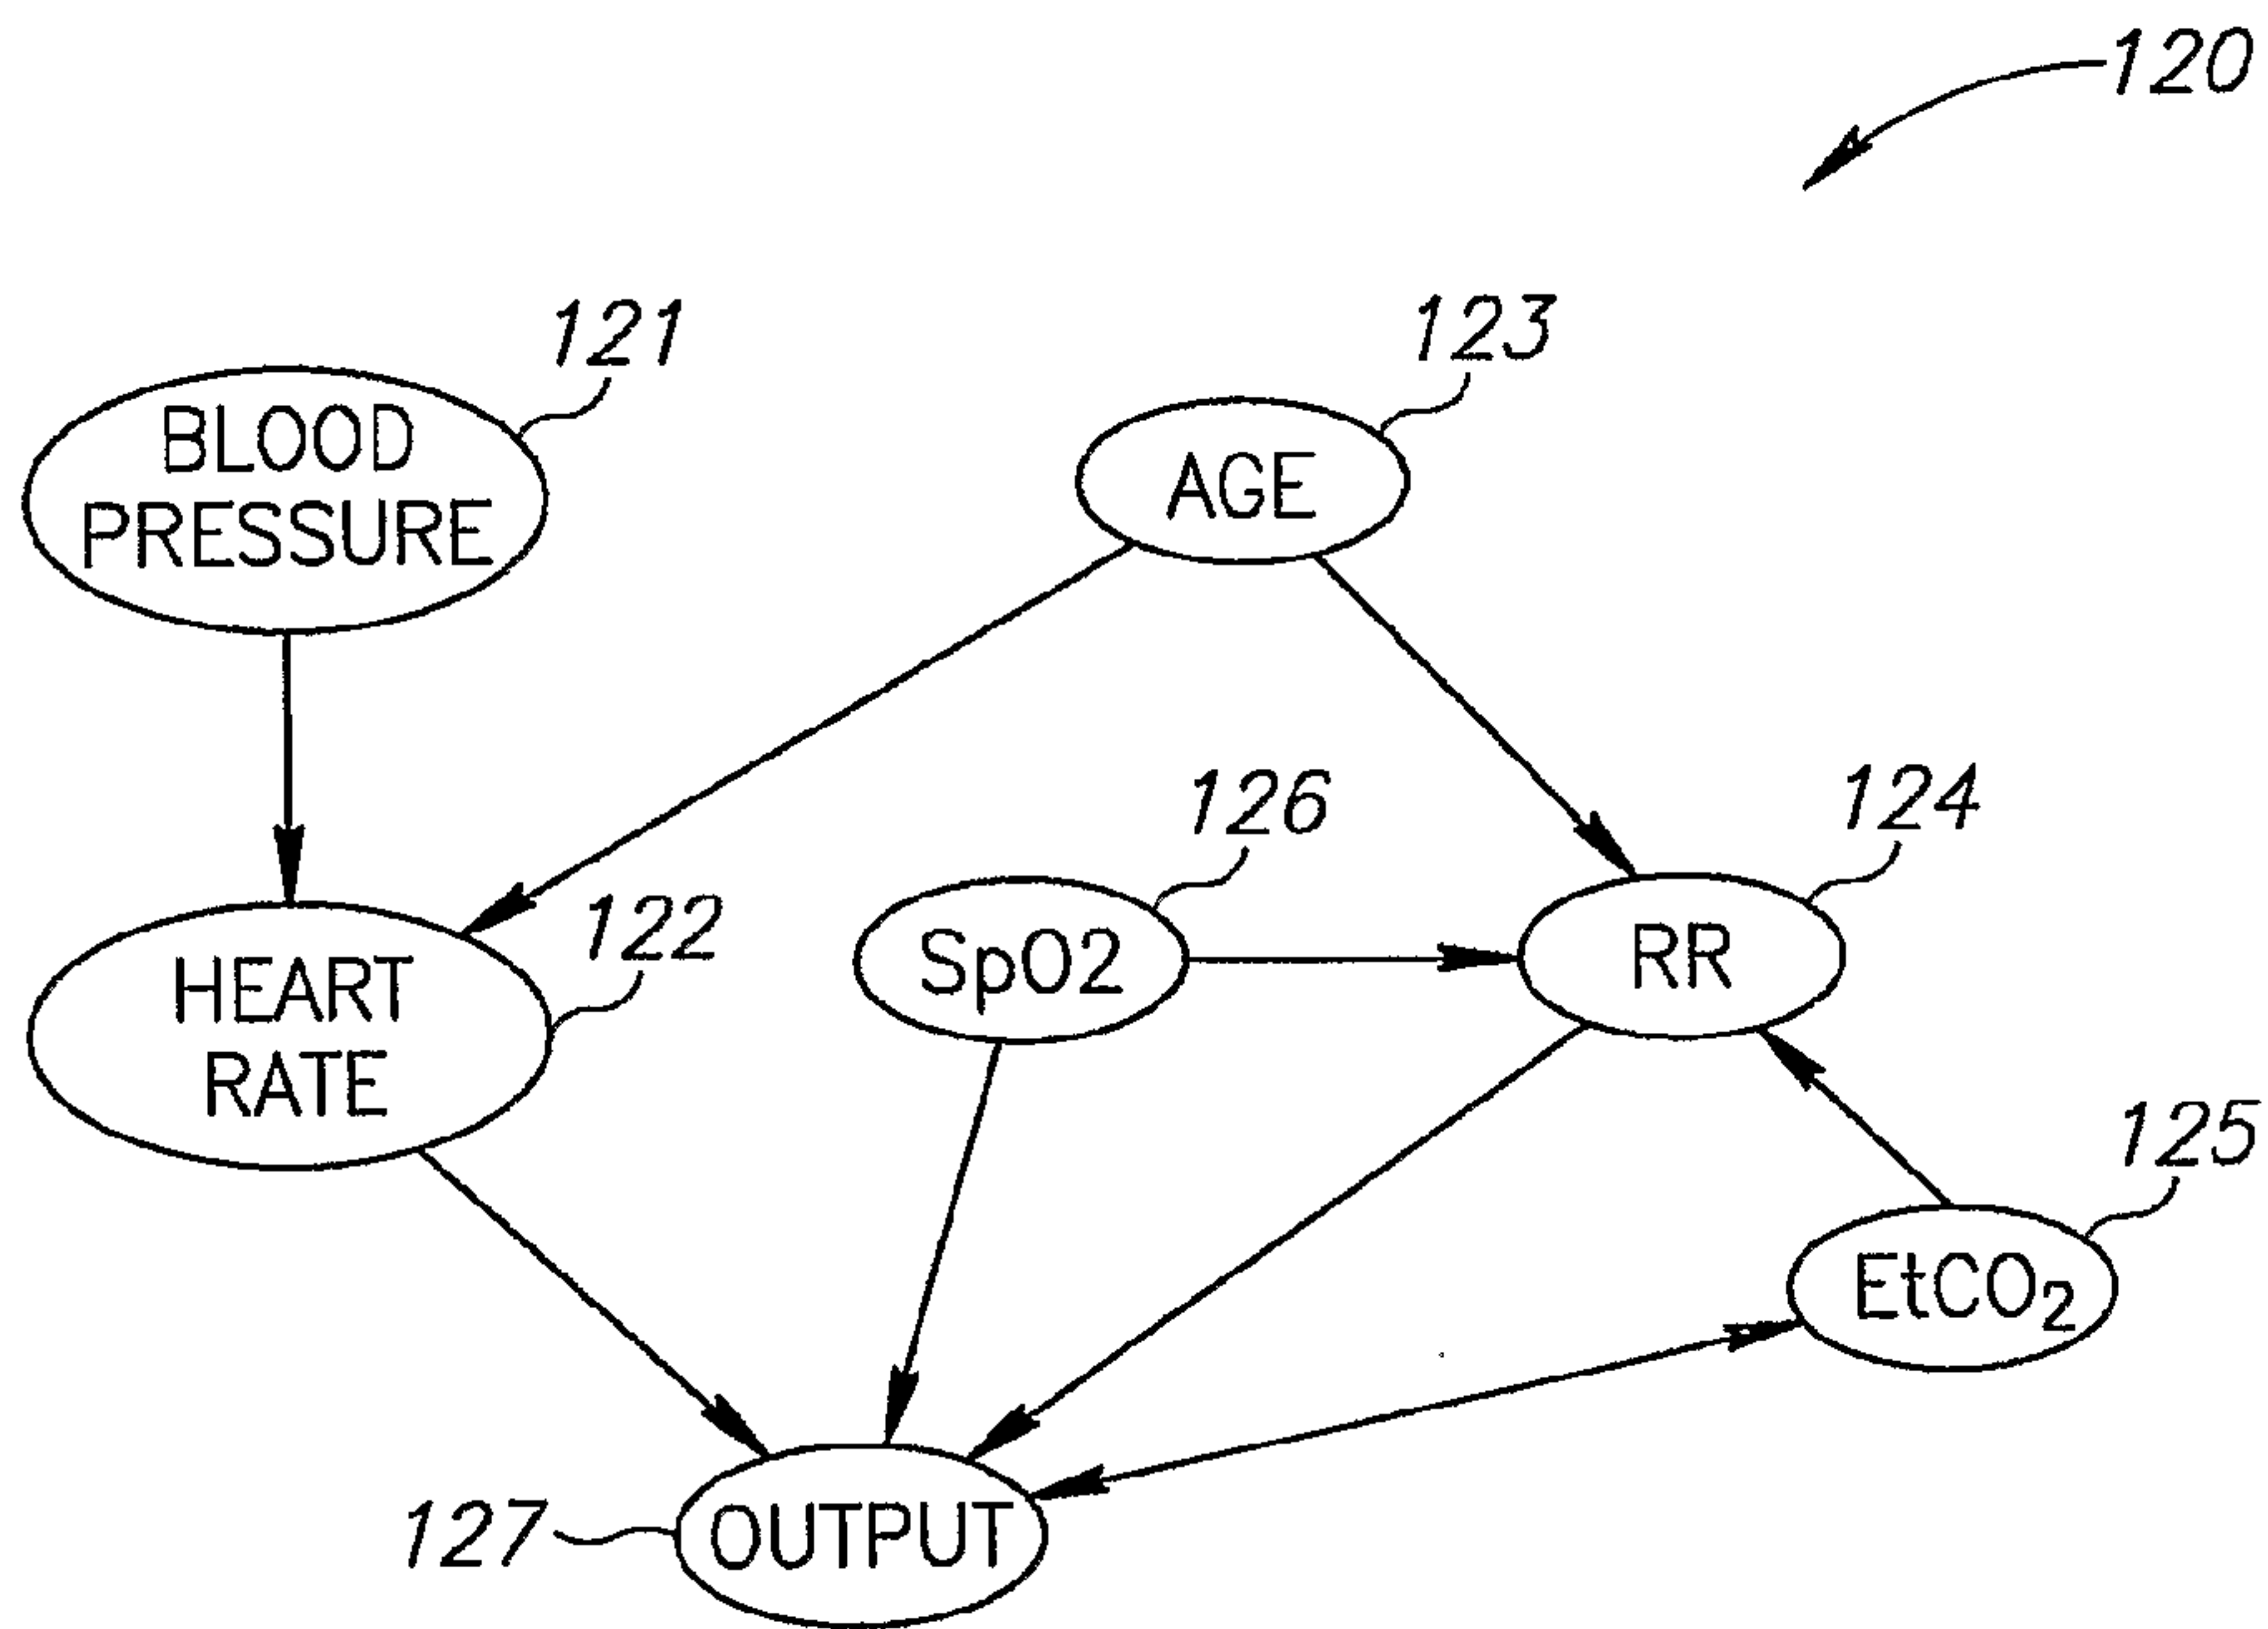 120
121
123
BLOOD
PRESSURE
AGE
126
124
122
SpO2
RR
HEART
RATE
125
EtCO₂
127
OUTPUT